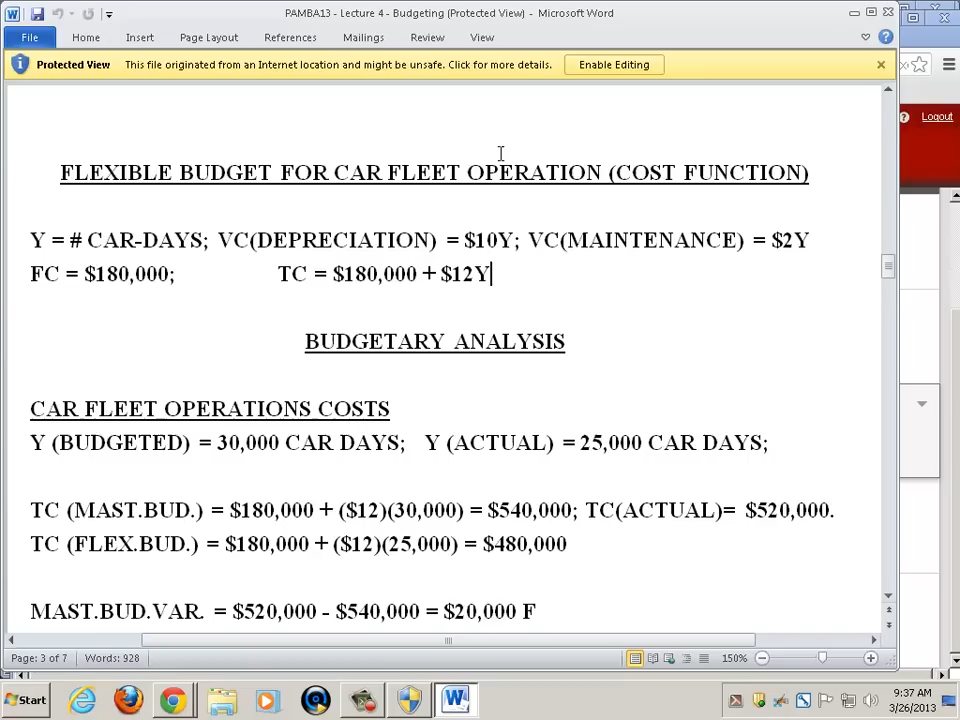 PAMBA13 - Lecture 4 - Budgeting (Protected View) - Microsoft Word
File Home Insert Page Layout References Mailings Review View
Protected View This file originated from an Internet location and might be unsafe. Click for more details. Enable Editing
Logout
FLEXIBLE BUDGET FOR CAR FLEET OPERATION (COST FUNCTION)
Y = # CAR-DAYS; VC(DEPRECIATION) = $10Y; VC(MAINTENANCE) = $2Y
FC = $180,000; TC = $180,000 + $12Y
BUDGETARY ANALYSIS
CAR FLEET OPERATIONS COSTS
Y (BUDGETED) = 30,000 CAR DAYS; Y (ACTUAL) = 25,000 CAR DAYS;
TC (MAST.BUD.) = $180,000 + ($12)(30,000) = $540,000; TC(ACTUAL)= $520,000.
TC (FLEX.BUD.) = $180,000 + ($12)(25,000) = $480,000
MAST.BUD.VAR. = $520,000 - $540,000 = $20,000 F
Page: 3 of 7 Words: 928 150%
Start 9:37 AM
3/26/2013